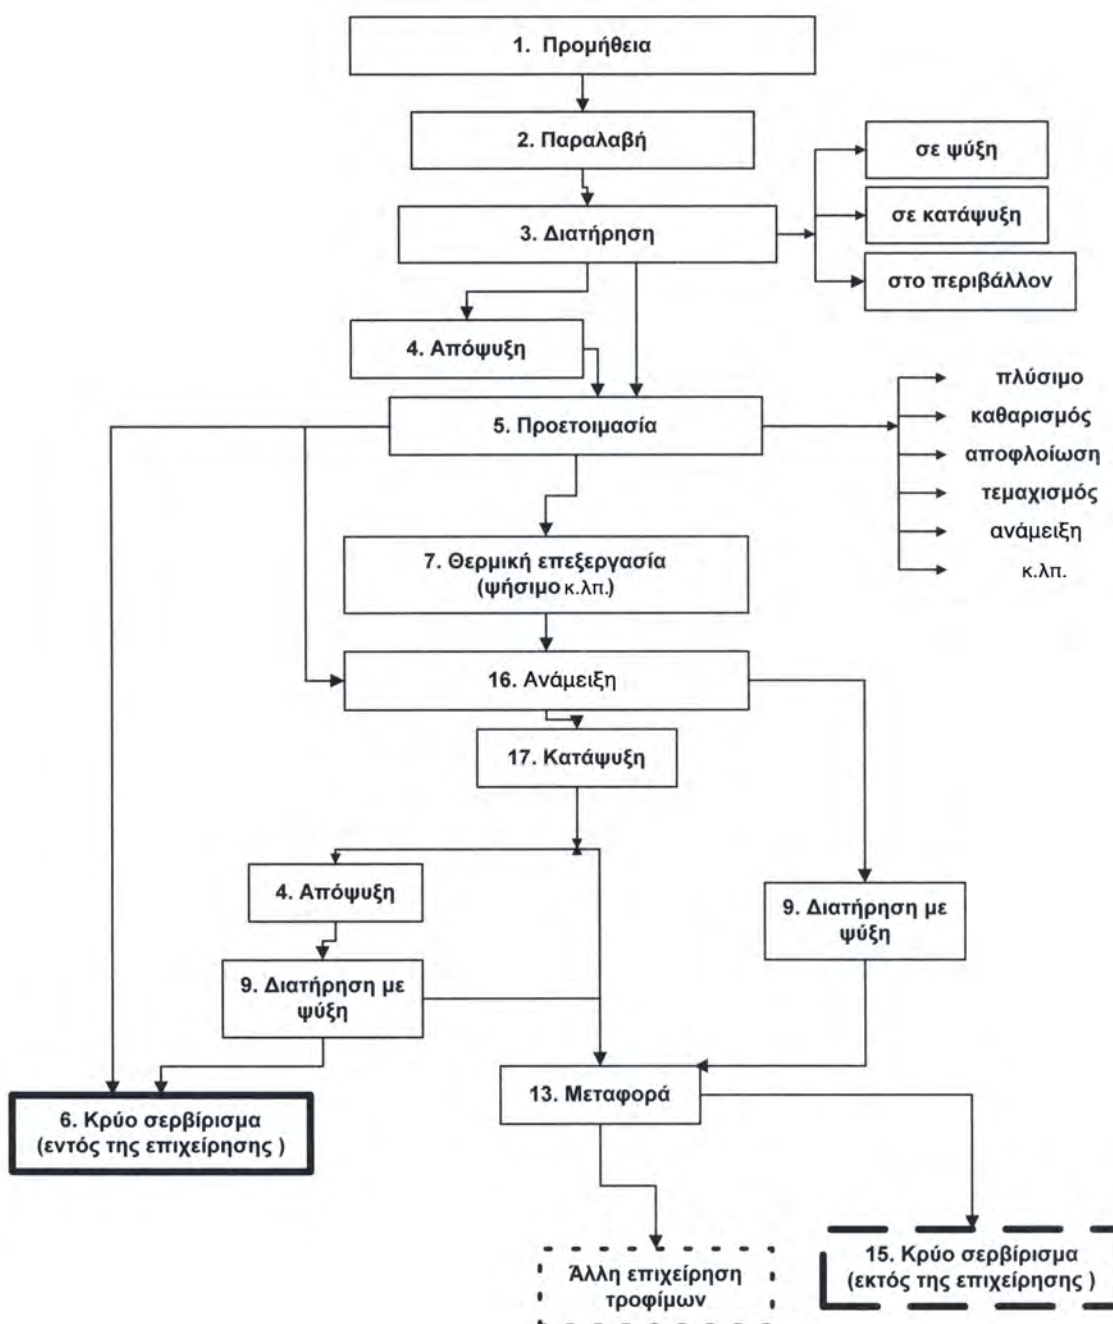 1. Προμήθεια
2. Παραλαβή
σε ψύξη
3. Διατήρηση
σε κατάψυξη
στο περιβάλλον
4. Απόψυξη
5. Προετοιμασία
πλύσιμο
καθαρισμός
αποφλοίωση
τεμαχισμός
ανάμειξη
κ.λπ.
7. Θερμική επεξεργασία
(ψήσιμο κ.λπ.)
16. Ανάμειξη
17. Κατάψυξη
4. Απόψυξη
9. Διατήρηση με
ψύξη
9. Διατήρηση με
ψύξη
13. Μεταφορά
6. Κρύο σερβίρισμα
(εντός της επιχείρησης )
Άλλη επιχείρηση
τροφίμων
15. Κρύο σερβίρισμα
(εκτός της επιχείρησης )